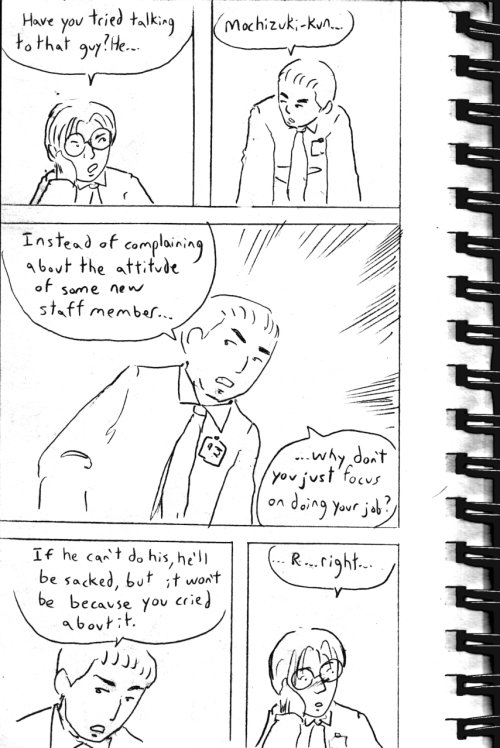 Have you tried talking
to that guy? He...
Mochizuki-kun...
Instead of complaining
about the attitude
of some new
staff member...
...why don't
you just focus
on doing your job?
If he can't do his, he'll
be sacked, but it won't
be because you cried
about it.
... R...right...